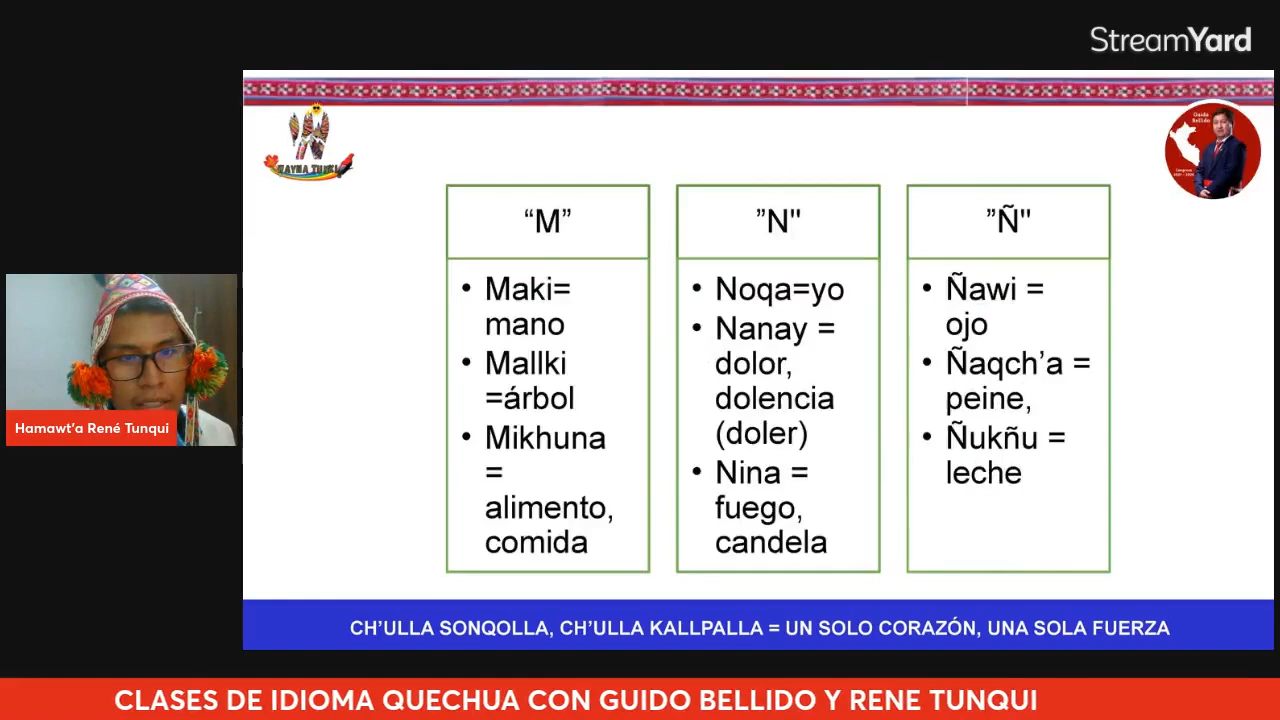 StreamYard
Guido
Bellido
“M”
Maki=
mano
Mallki
=árbol
Mikhuna
=
alimento,
comida
”N"
Noqa=yo
Nanay =
dolor,
dolencia
(doler)
Nina =
fuego,
candela
”Ñ"
Ñawi =
ojo
Ñaqch’a =
peine,
Ñukñu =
leche
Hamawt’a René Tunqui
CH’ULLA SONQOLLA, CH’ULLA KALLPALLA = UN SOLO CORAZÓN, UNA SOLA FUERZA
CLASES DE IDIOMA QUECHUA CON GUIDO BELLIDO Y RENE TUNQUI